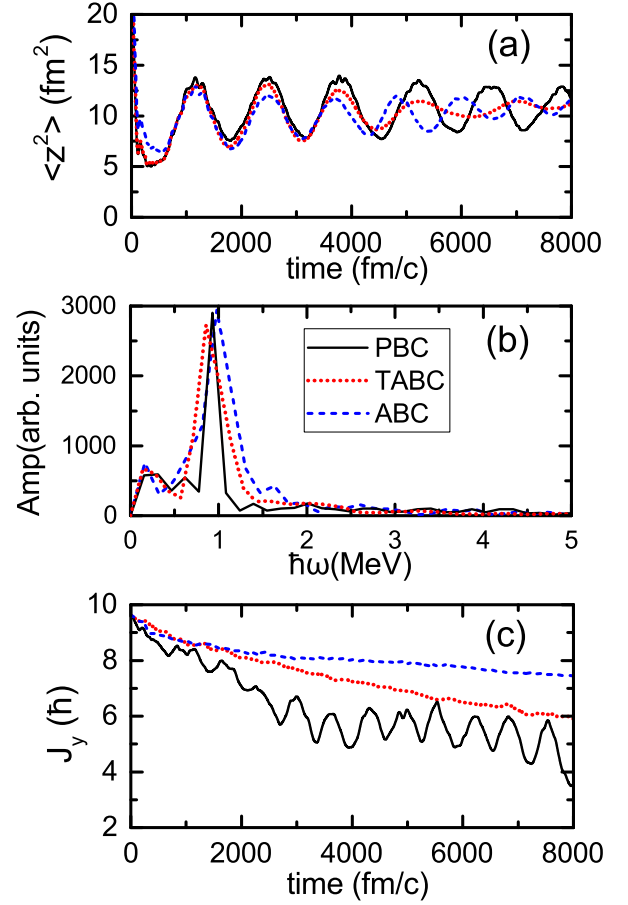 20
15
10
5
0
<z²> (fm²)
(a)
0 2000 4000 6000 8000
time (fm/c)
3000
2000
1000
0
Amp(arb. units)
(b)
PBC
TABC
ABC
0 1 2 3 4 5
ħω(MeV)
10
8
6
4
2
J_y (ħ)
(c)
0 2000 4000 6000 8000
time (fm/c)